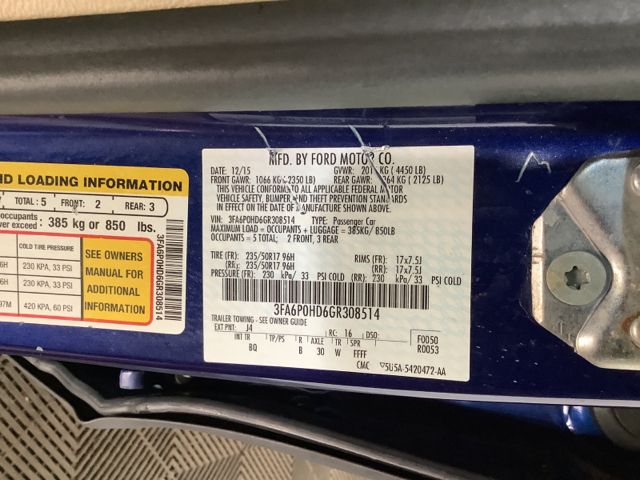 ND LOADING INFORMATION
TOTAL : 5 FRONT: 2 REAR: 3
occupants
ver exceed : 385 kg or 850 lbs.
COLD TIRE PRESSURE
230 KPA, 33 PSI
230 KPA, 33 PSI
97M 420 KPA, 60 PSI
SEE OWNERS
MANUAL FOR
ADDITIONAL
INFORMATION
3FA6P0HD6GR308514
MFD. BY FORD MOTOR CO.
DATE: 12/15 GVWR: KG ( 4450 LB)
FRONT GAWR: 1066 KG ( 2350 LB) REAR GAWR: KG ( 2125 LB)
THIS VEHICLE CONFORMS TO ALL APPLICABLE FEDERAL MOTOR
VEHICLE SAFETY, BUMPER, AND THEFT PREVENTION STANDARDS
IN EFFECT ON THE DATE OF MANUFACTURE SHOWN ABOVE.
VIN: 3FA6P0HD6GR308514 TYPE: Passenger Car
MAXIMUM LOAD = OCCUPANTS + LUGGAGE = 385KG/ 850LB
OCCUPANTS = 5 TOTAL: 2 FRONT, 3 REAR
TIRE (FR): 235/50R17 96H RIMS (FR): 17x7.5J
(RR): 235/50R17 96H (RR): 17x7.5J
PRESSURE (FR): 230 kPa/ 33 PSI COLD (RR): 230 kPa/ 33 PSI COLD
3FA6P0HD6GR308514
TRAILER TOWING - SEE OWNER GUIDE
EXT PNT: J4 RC: 16 DSO: F0050
INT TR TP/PS R AXLE TR SPR R0053
BQ B 30 W FFFF
CMC 5U5A-5420472-AA